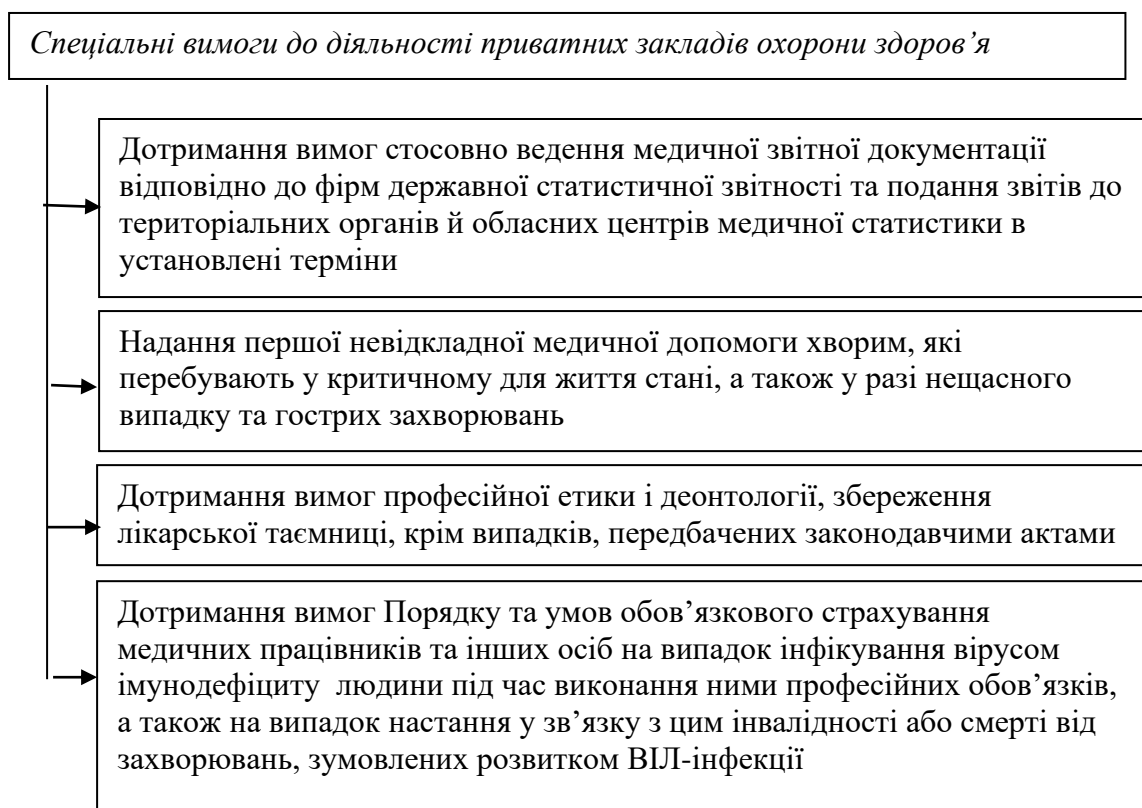 Спеціальні вимоги до діяльності приватних закладів охорони здоров’я
Дотримання вимог стосовно ведення медичної звітної документації
відповідно до фірм державної статистичної звітності та подання звітів до
територіальних органів й обласних центрів медичної статистики в
установлені терміни
Надання першої невідкладної медичної допомоги хворим, які
перебувають у критичному для життя стані, а також у разі нещасного
випадку та гострих захворювань
Дотримання вимог професійної етики і деонтології, збереження
лікарської таємниці, крім випадків, передбачених законодавчими актами
Дотримання вимог Порядку та умов обов’язкового страхування
медичних працівників та інших осіб на випадок інфікування вірусом
імунодефіциту людини під час виконання ними професійних обов’язків,
а також на випадок настання у зв’язку з цим інвалідності або смерті від
захворювань, зумовлених розвитком ВІЛ-інфекції